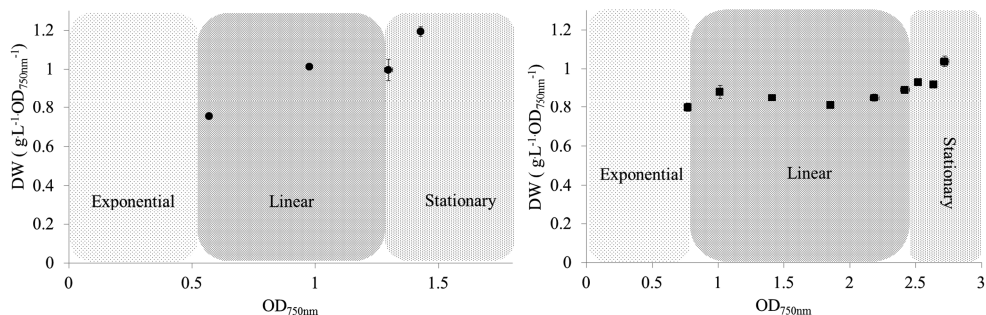 1.2
1
0.8
0.6
0.4
0.2
0
DW ( g·L-1·OD750nm-1)
Exponential
Linear
Stationary
0 0.5 1 1.5
OD750nm
1.2
1
0.8
0.6
0.4
0.2
0
DW ( g·L-1·OD750nm-1)
Exponential
Linear
Stationary
0 0.5 1 1.5 2 2.5 3
OD750nm